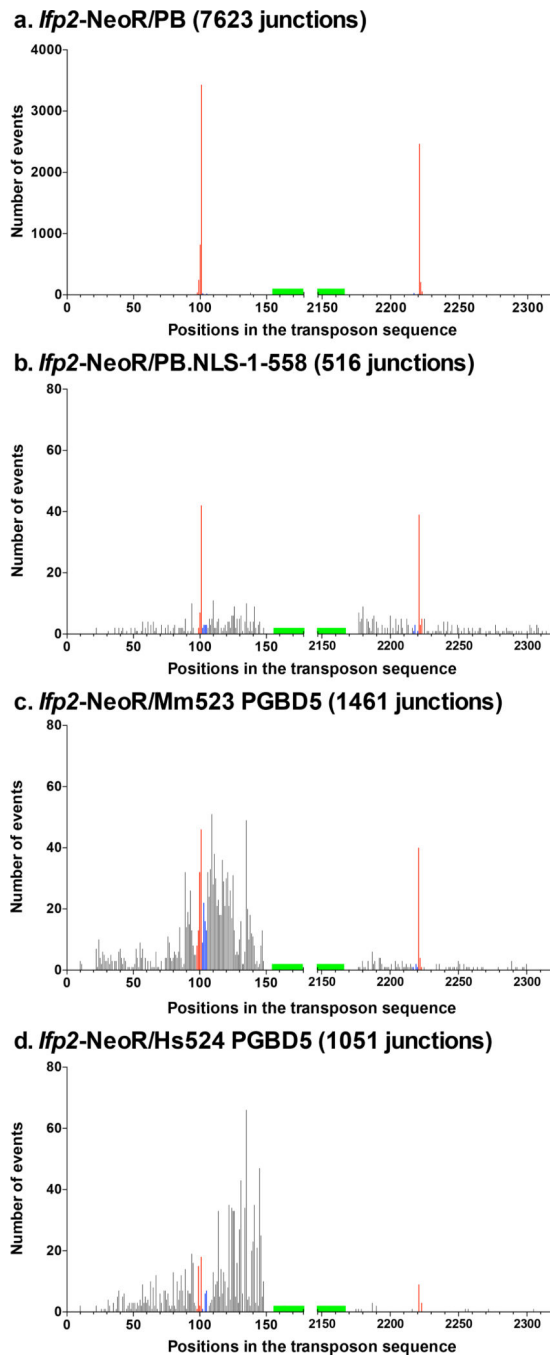 a. Ifp2-NeoR/PB (7623 junctions)
4000
3000
2000
1000
0
Number of events
0 50 100 150 2150 2200 2250 2300
Positions in the transposon sequence
b. Ifp2-NeoR/PB.NLS-1-558 (516 junctions)
80
60
40
20
0
Number of events
0 50 100 150 2150 2200 2250 2300
Positions in the transposon sequence
c. Ifp2-NeoR/Mm523 PGBD5 (1461 junctions)
80
60
40
20
0
Number of events
0 50 100 150 2150 2200 2250 2300
Positions in the transposon sequence
d. Ifp2-NeoR/Hs524 PGBD5 (1051 junctions)
80
60
40
20
0
Number of events
0 50 100 150 2150 2200 2250 2300
Positions in the transposon sequence